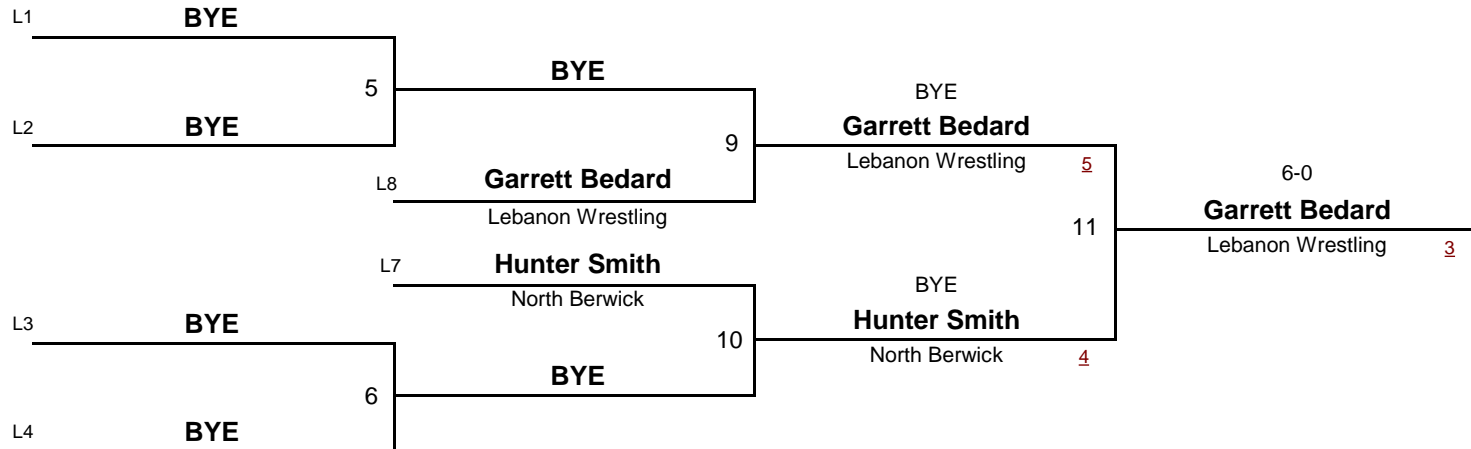 L1 BYE
5
BYE
L2 BYE
9
BYE
Garrett Bedard
Lebanon Wrestling 5
L8 Garrett Bedard
Lebanon Wrestling
11
6-0
Garrett Bedard
Lebanon Wrestling 3
L7 Hunter Smith
North Berwick
10
BYE
Hunter Smith
North Berwick 4
L3 BYE
6
BYE
L4 BYE